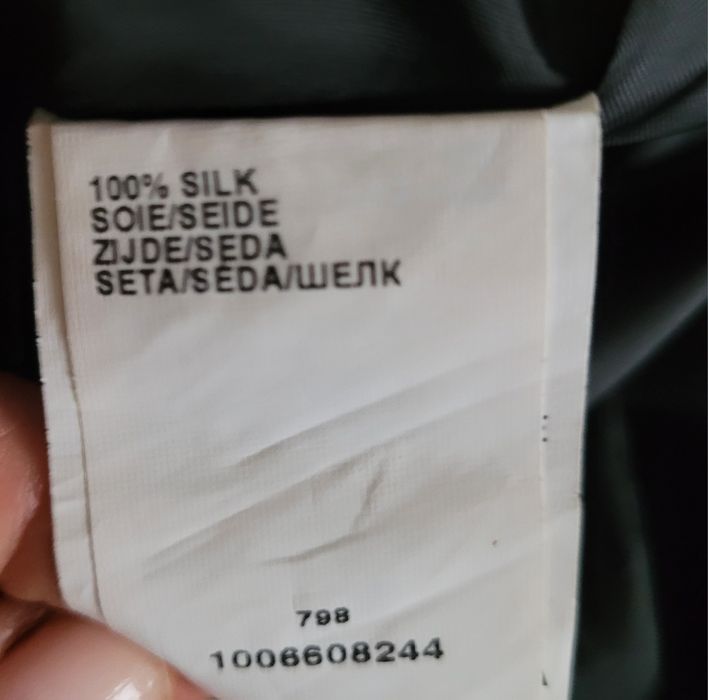 100% SILK
SOIE/SEIDE
ZIJDE/SEDA
SETA/SEDA/ШЕЛК
798
1006608244